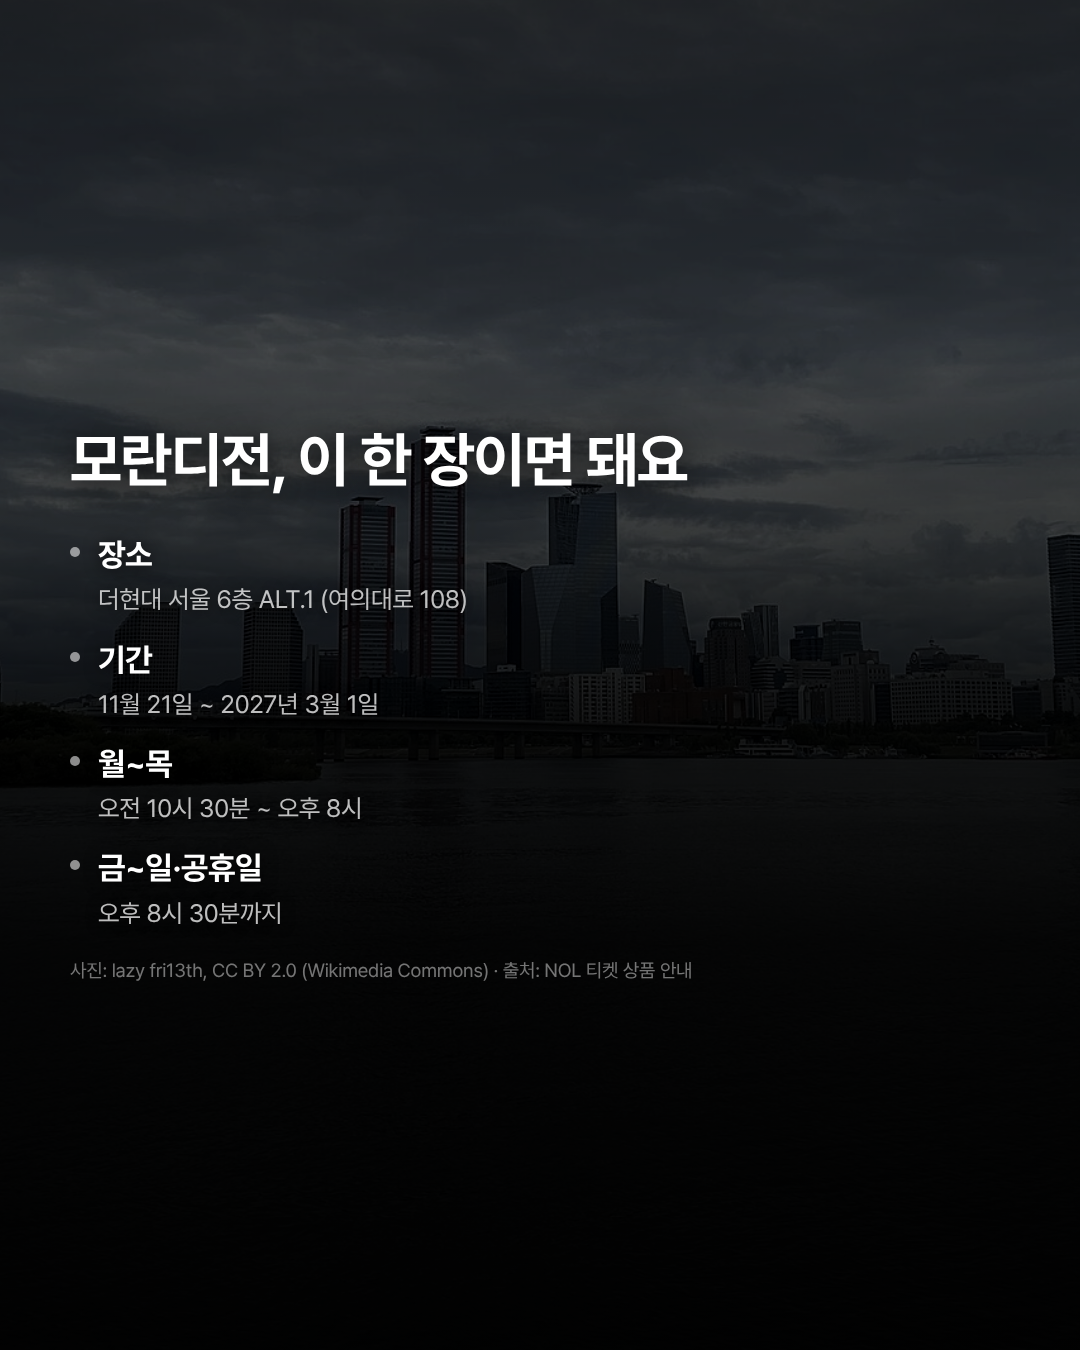 모란디전, 이 한 장이면 돼요
장소
더현대 서울 6층 ALT.1 (여의대로 108)
기간
11월 21일 ~ 2027년 3월 1일
월~목
오전 10시 30분 ~ 오후 8시
금~일·공휴일
오후 8시 30분까지
사진: lazy fri13th, CC BY 2.0 (Wikimedia Commons) · 출처: NOL 티켓 상품 안내